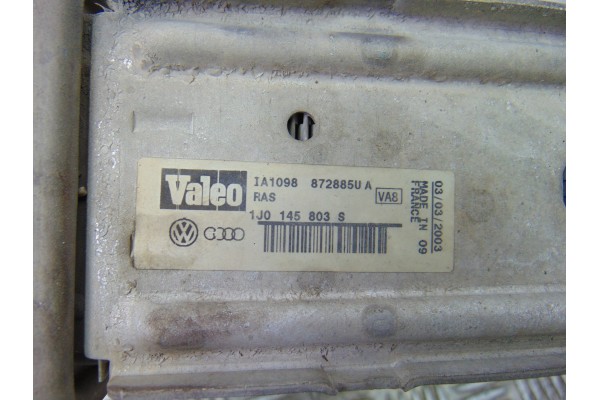 Valeo
IA1098 872885U A
RAS
VA8
1J0 145 803 S
03/03/2003
MADE IN 09
FRANCE